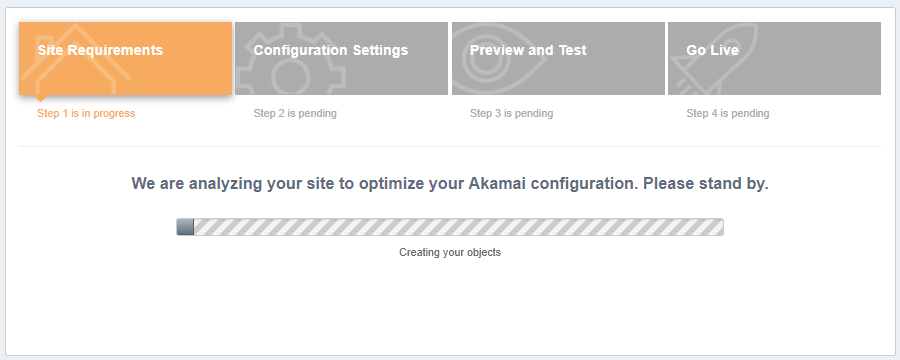 Site Requirements
Configuration Settings
Preview and Test
Go Live
Step 1 is in progress
Step 2 is pending
Step 3 is pending
Step 4 is pending
We are analyzing your site to optimize your Akamai configuration. Please stand by.
Creating your objects